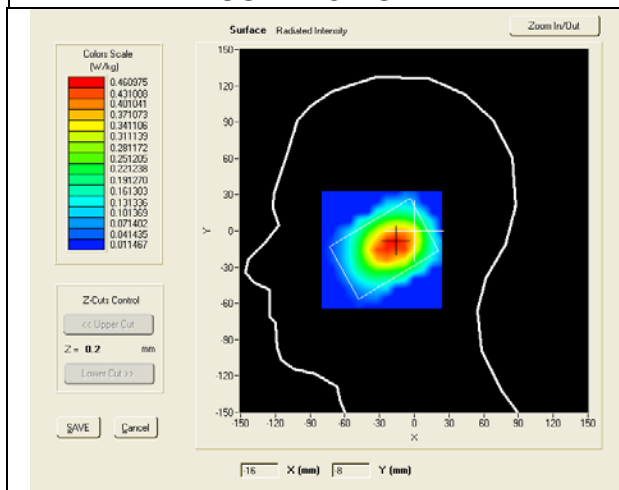 Surface Radiated Intensity
Zoom In/Out
Colors Scale
(W/kg)
0.460975
0.431008
0.401041
0.371073
0.341106
0.311139
0.281172
0.251205
0.221238
0.191270
0.161303
0.131336
0.101369
0.071402
0.041435
0.011467
Z-Cuts Control
<< Upper Cut
Z = 0.2 mm
Lower Cut >>
SAVE Cancel
150-
120-
90-
60-
30-
0-
-30-
-60-
-90-
-120-
-150-
Y
-150 -120 -90 -60 -30 0 30 60 90 120 150
X
-16 X (mm) -8 Y (mm)